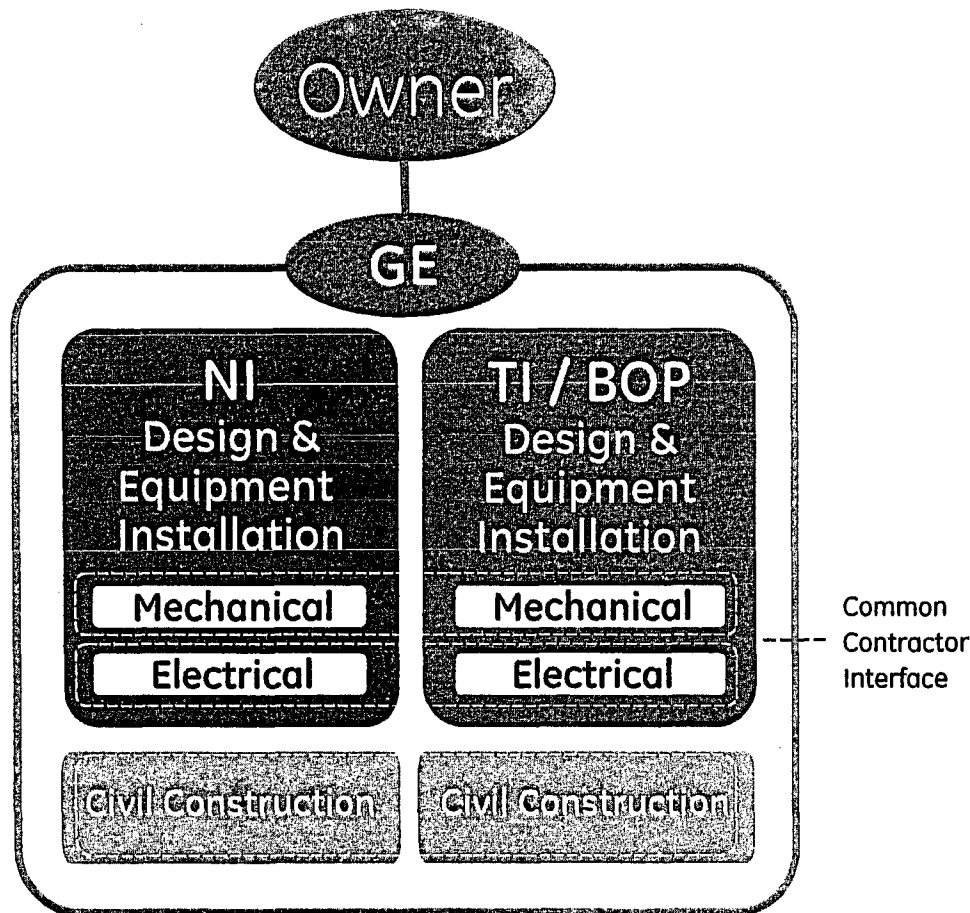 Owner
GE
NI
Design &
Equipment
Installation
Mechanical
Electrical
TI / BOP
Design &
Equipment
Installation
Mechanical
Electrical
Common
Contractor
Interface
Civil Construction
Civil Construction